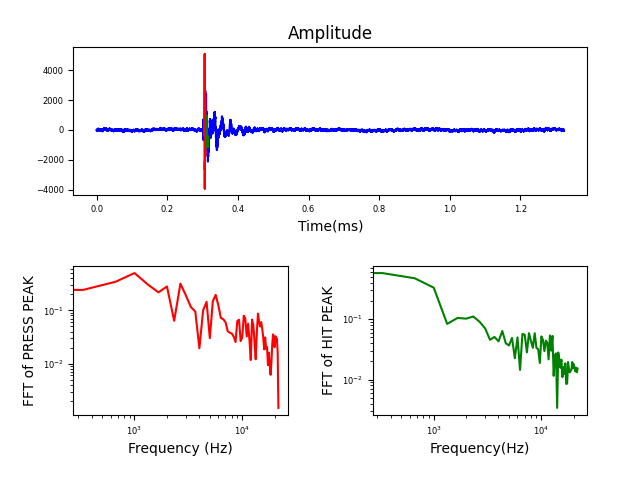 Amplitude
4000
2000
0
−2000
−4000
0.0 0.2 0.4 0.6 0.8 1.0 1.2
Time(ms)
FFT of PRESS PEAK
10⁻¹
10⁻²
10³ 10⁴
Frequency (Hz)
FFT of HIT PEAK
10⁻¹
10⁻²
10³ 10⁴
Frequency(Hz)